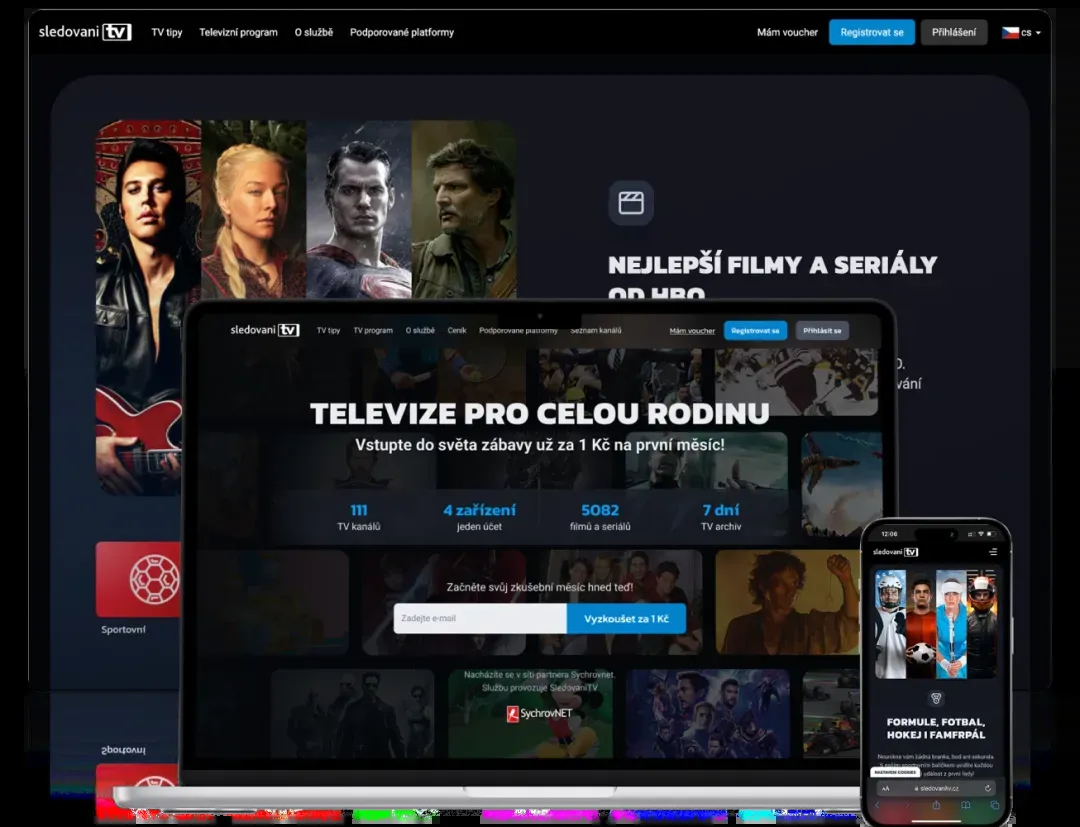 sledovani tv
TV tipy
Televizní program
O službě
Podporované platformy
Mám voucher
Registrovat se
Přihlášení
cs
NEJLEPŠÍ FILMY A SERIÁLY
OD HBO
Sportovní
sledovani tv
TV tipy
TV program
O službě
Ceník
Podporované platformy
Seznam kanálů
Mám voucher
Registrovat se
Přihlásit se
TELEVIZE PRO CELOU RODINU
Vstupte do světa zábavy už za 1 Kč na první měsíc!
111
TV kanálů
4 zařízení
jeden účet
5082
filmů a seriálů
7 dní
TV archiv
Začněte svůj zkušební měsíc hned teď!
Zadejte e-mail
Vyzkoušet za 1 Kč
Nacházíte se v síti partnera Sychrovnet.
Službu provozuje SledovaniTV
SychrovNET
12:06
sledovani tv
FORMULE, FOTBAL,
HOKEJ I FAMFRPÁL
NASTAVENÍ COOKIES
AA
sledovanitv.cz